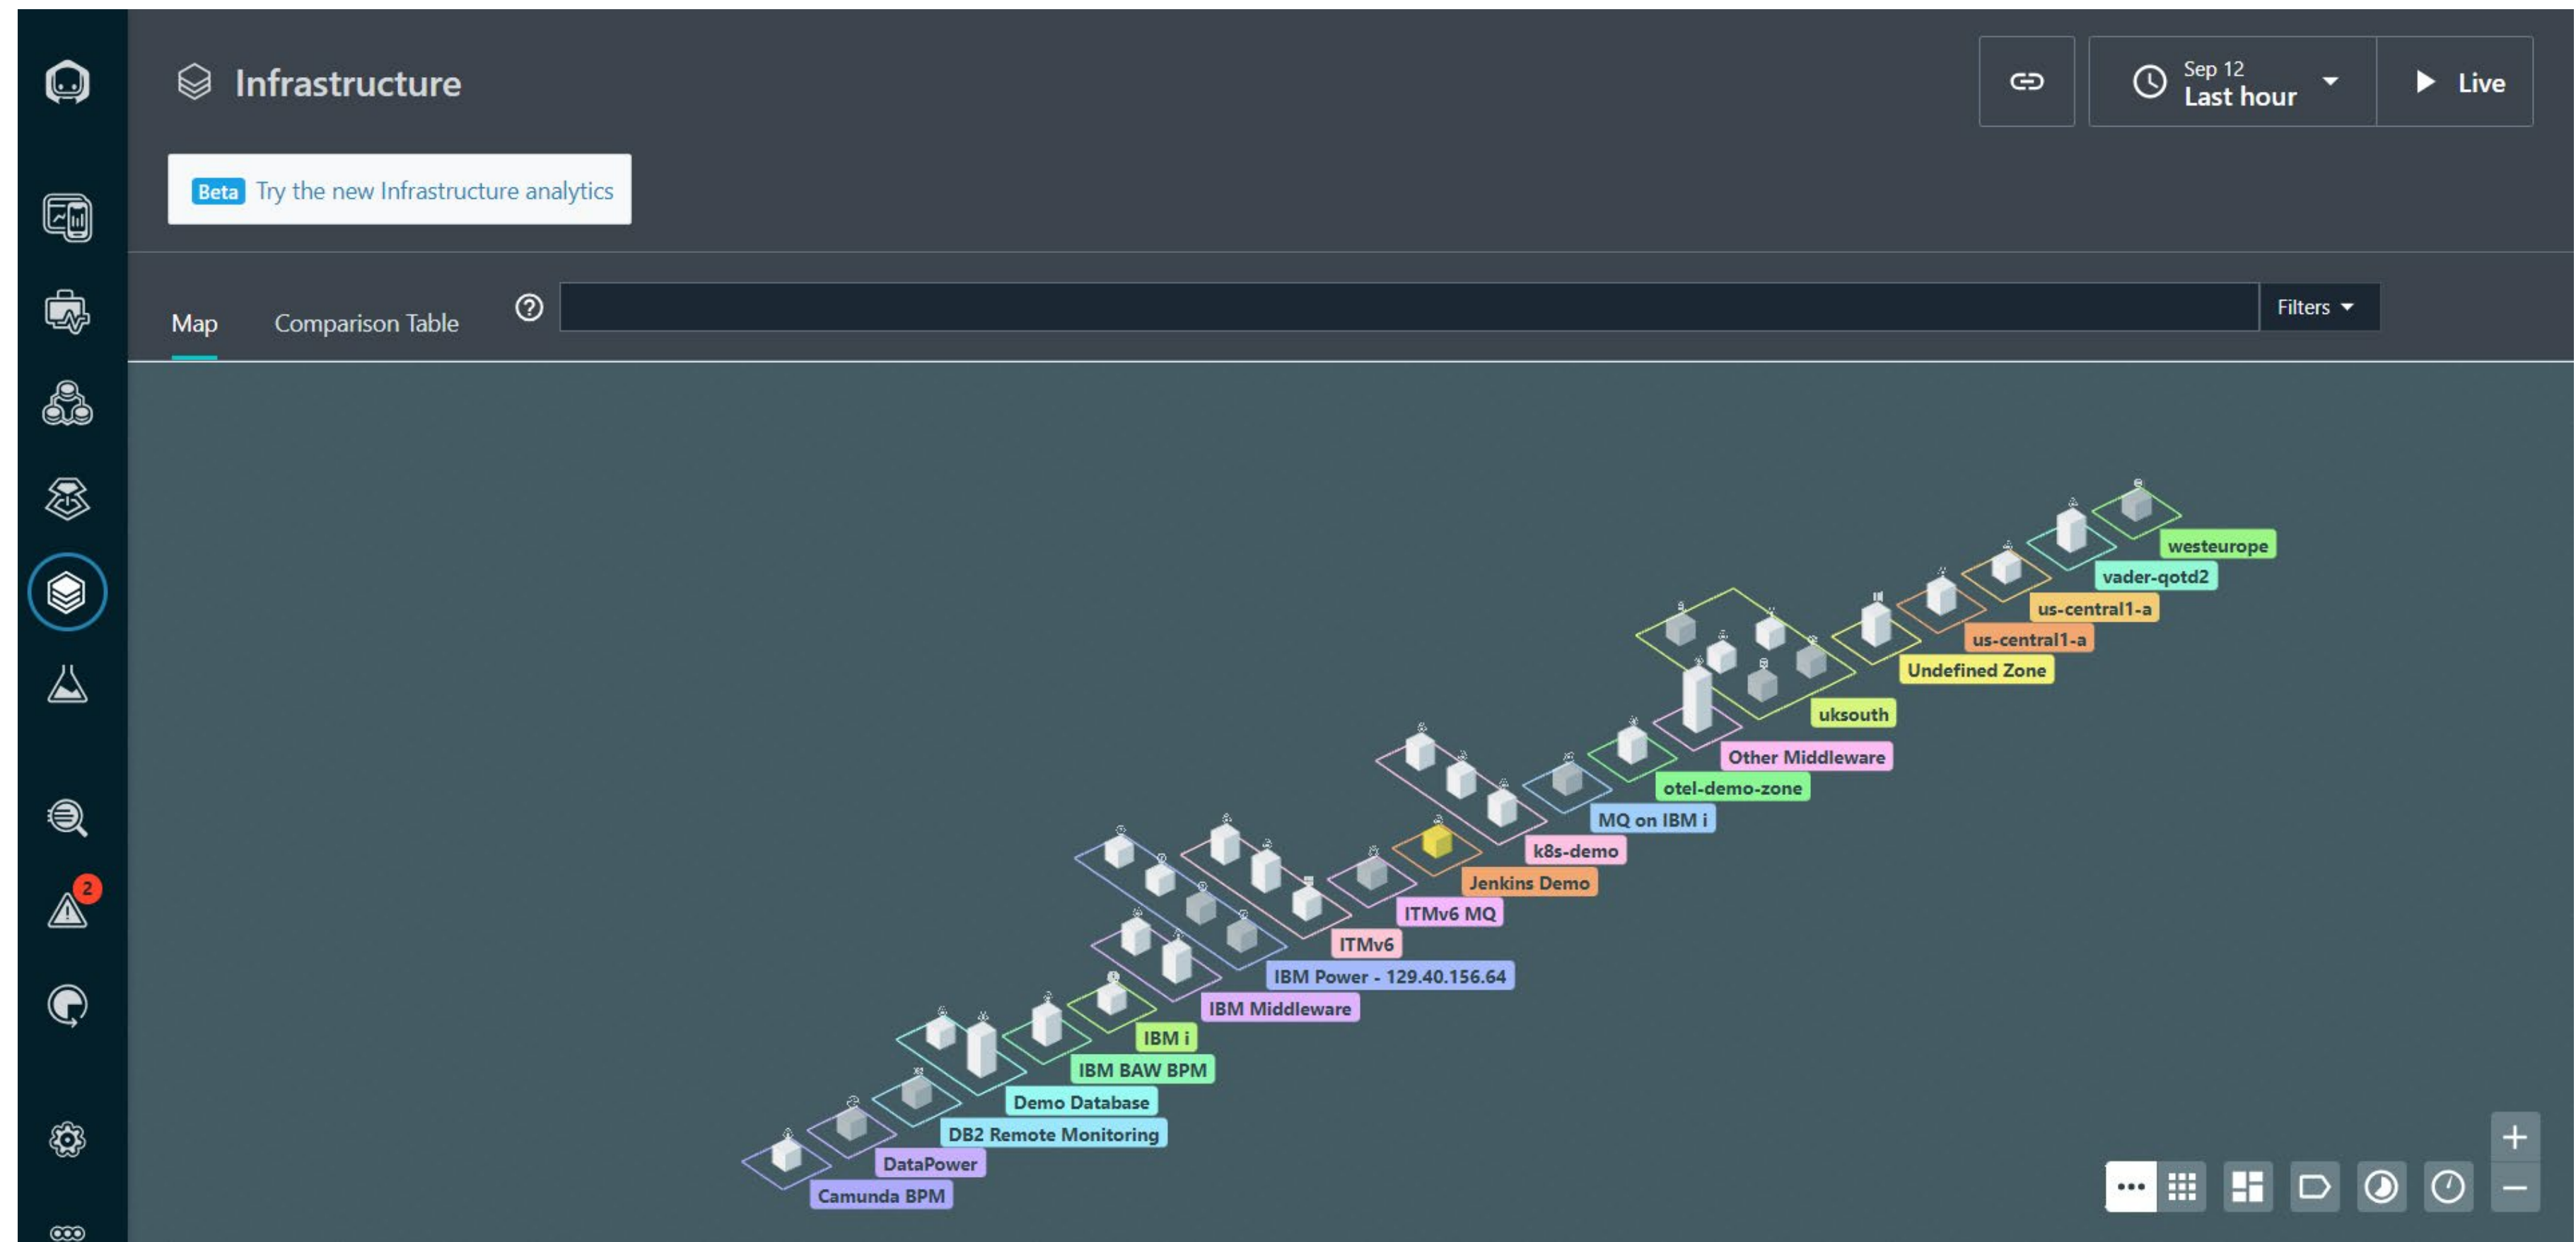 Infrastructure
Sep 12
Last hour
Live
Beta Try the new Infrastructure analytics
Map
Comparison Table
Filters
westeurope
vader-qotd2
us-central1-a
us-central1-a
Undefined Zone
uksouth
Other Middleware
otel-demo-zone
MQ on IBM i
k8s-demo
Jenkins Demo
2
ITMv6 MQ
ITMv6
IBM Power - 129.40.156.64
IBM Middleware
IBM i
IBM BAW BPM
Demo Database
DB2 Remote Monitoring
DataPower
Camunda BPM